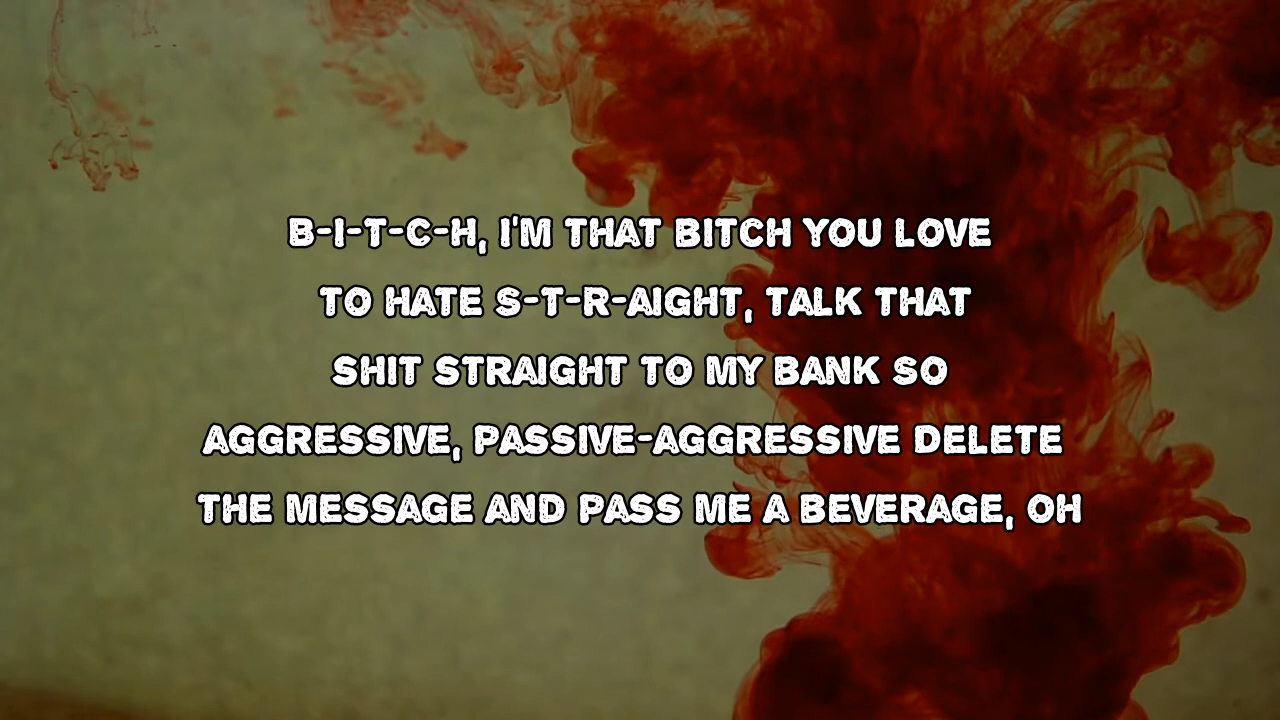 B-I-T-C-H, I'M THAT BITCH YOU LOVE
TO HATE S-T-R-AIGHT, TALK THAT
SHIT STRAIGHT TO MY BANK SO
AGGRESSIVE, PASSIVE-AGGRESSIVE DELETE
THE MESSAGE AND PASS ME A BEVERAGE, OH